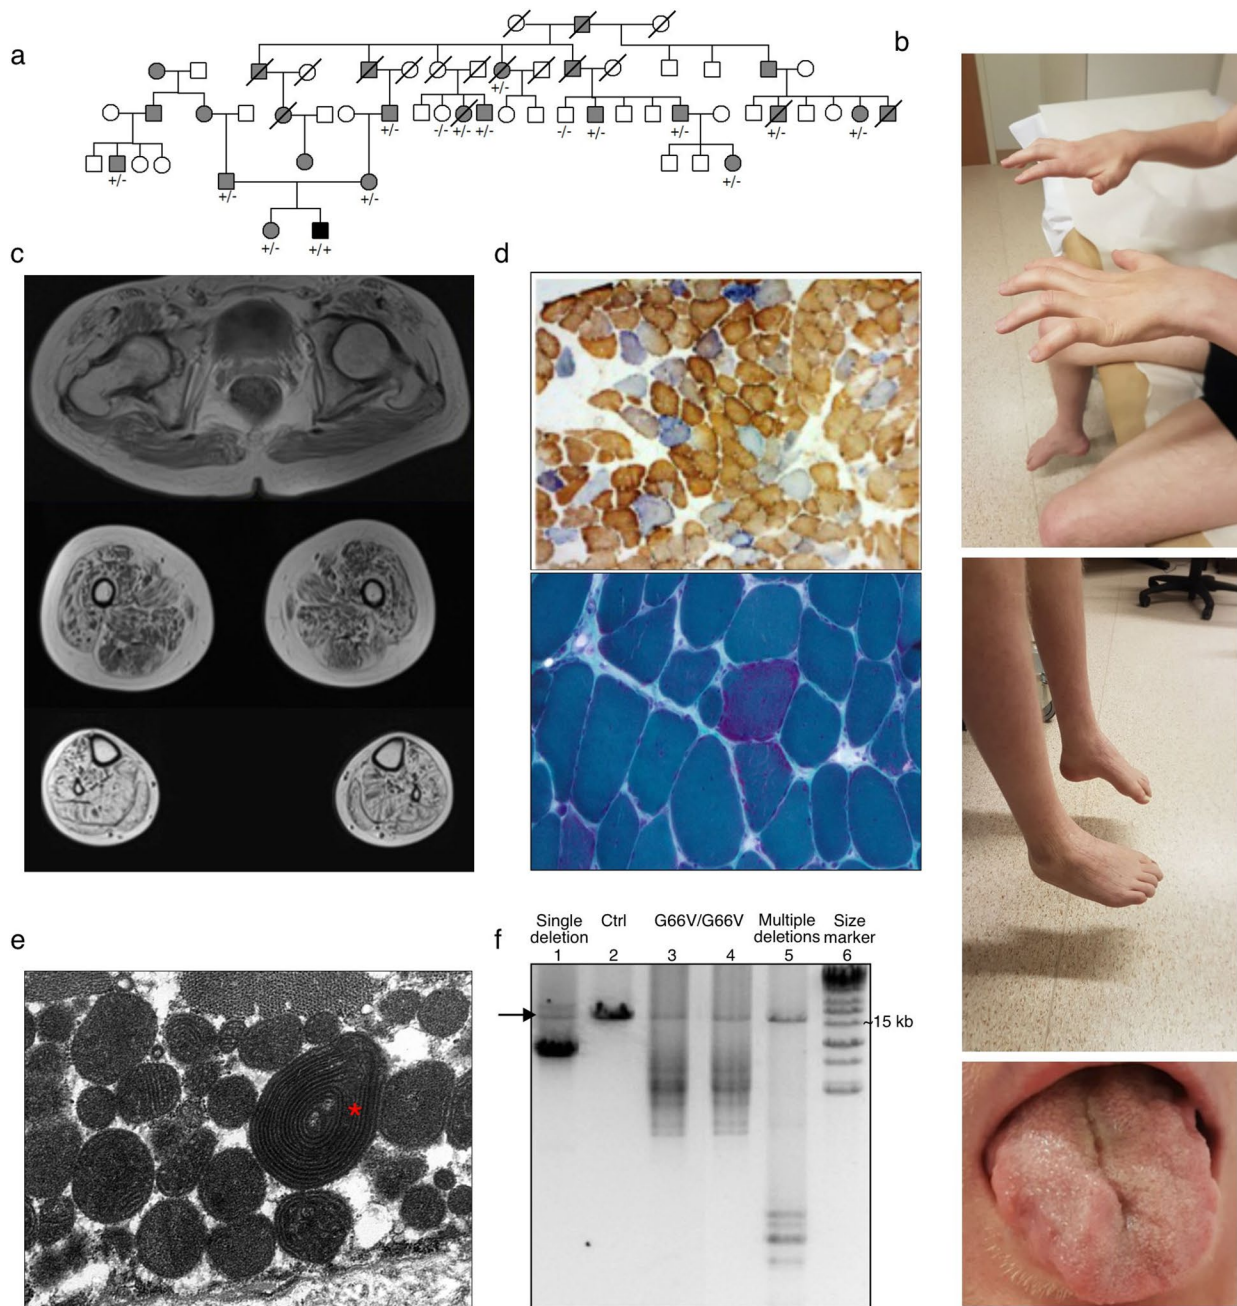 a
b
+/-
+/- -/- +/- +/- -/- +/- +/- +/- +/-
+/- +/- +/- +/-
+/- +/+
c
d
e
f
Single deletion Ctrl G66V/G66V Multiple deletions Size marker
1 2 3 4 5 6
~15 kb